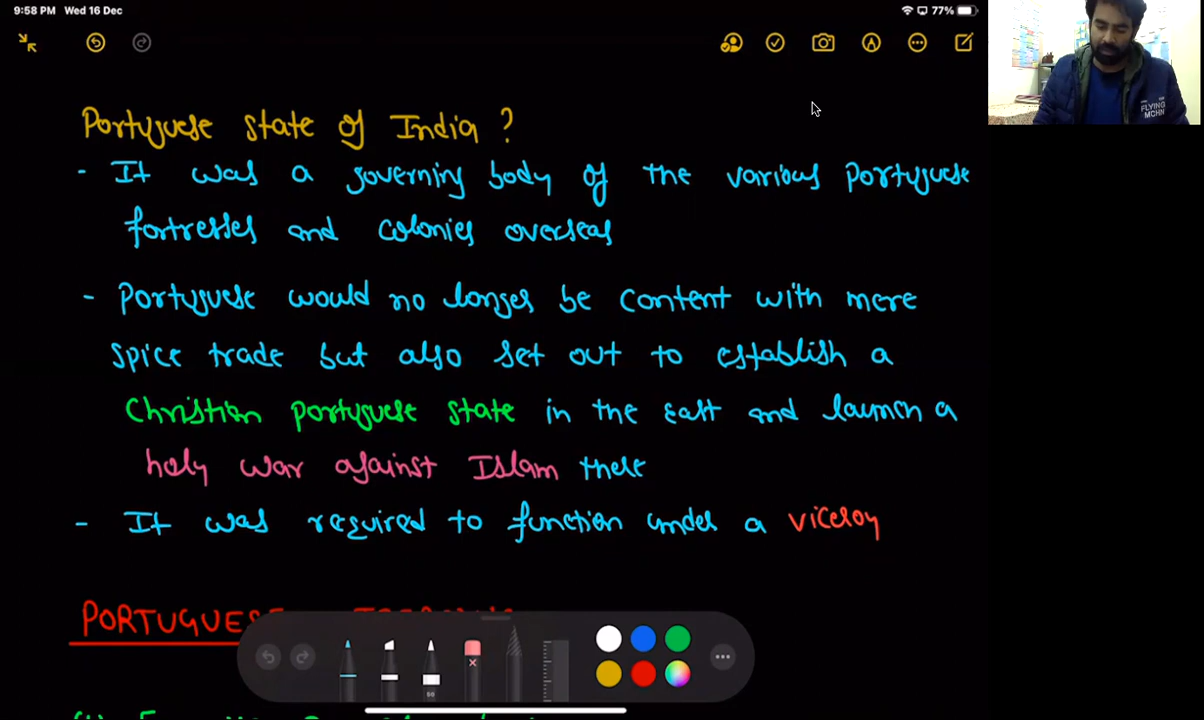 9:58 PM Wed 16 Dec
77%
FLYING
MCHN
Portuguese State of India ?
- It was a governing body of the various Portuguese
fortresses and colonies overseas
- Portuguese would no longer be content with mere
spice trade but also set out to establish a
Christian Portuguese state in the east and launch a
holy war against Islam there
- It was required to function under a viceroy
PORTUGUESE
50